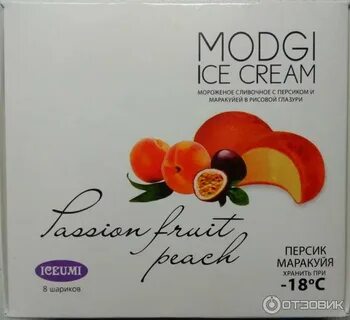 MODGI
ICE CREAM
МОРОЖЕНОЕ СЛИВОЧНОЕ С ПЕРСИКОМ И
МАРАКУЙЕЙ В РИСОВОЙ ГЛАЗУРИ
Passion fruit
peach
ICEUMI
8 шариков
ПЕРСИК
МАРАКУЙЯ
ХРАНИТЬ ПРИ
-18°C
ОТЗОВИК